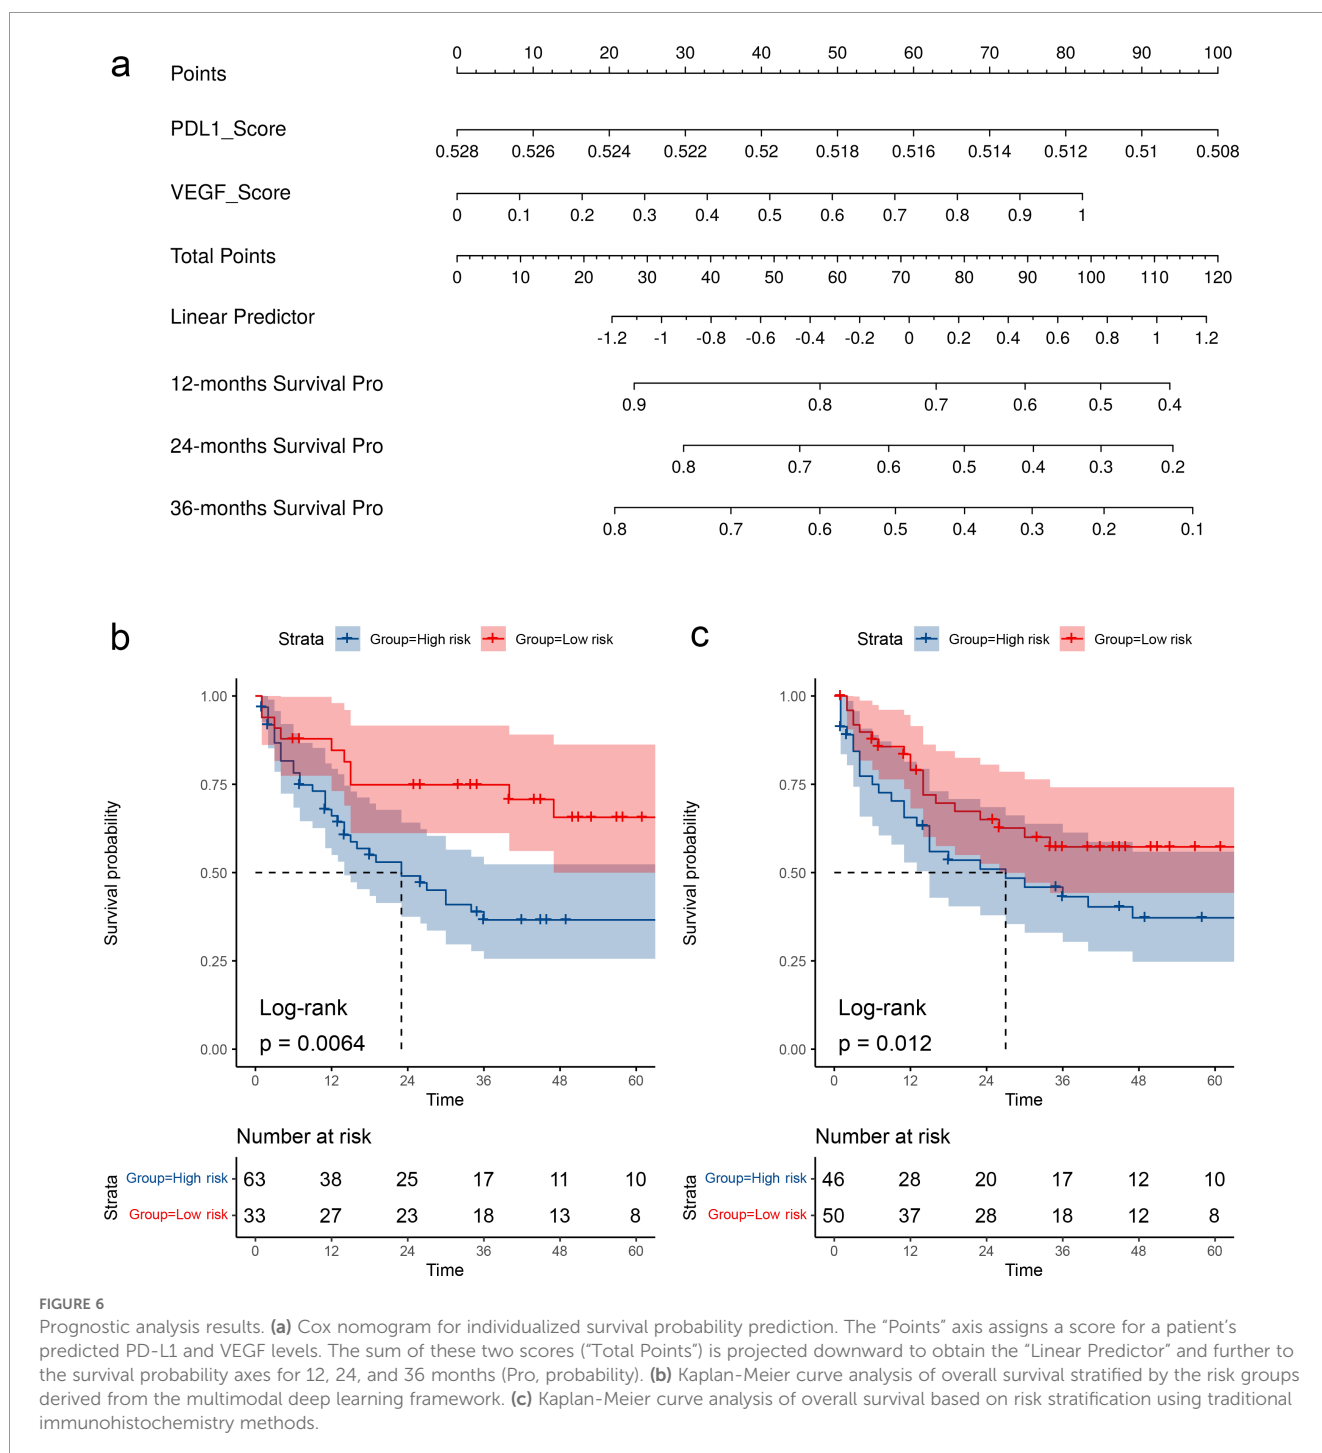 a
0 10 20 30 40 50 60 70 80 90 100
Points
PDL1_Score
0.528 0.526 0.524 0.522 0.52 0.518 0.516 0.514 0.512 0.51 0.508
VEGF_Score
0 0.1 0.2 0.3 0.4 0.5 0.6 0.7 0.8 0.9 1
Total Points
0 10 20 30 40 50 60 70 80 90 100 110 120
Linear Predictor
-1.2 -1 -0.8 -0.6 -0.4 -0.2 0 0.2 0.4 0.6 0.8 1 1.2
12-months Survival Pro
0.9 0.8 0.7 0.6 0.5 0.4
24-months Survival Pro
0.8 0.7 0.6 0.5 0.4 0.3 0.2
36-months Survival Pro
0.8 0.7 0.6 0.5 0.4 0.3 0.2 0.1
b
Strata Group=High risk Group=Low risk
1.00
0.75
0.50
0.25
0.00
Survival probability
Log-rank
p = 0.0064
0 12 24 36 48 60
Time
Number at risk
Strata
Group=High risk 63 38 25 17 11 10
Group=Low risk 33 27 23 18 13 8
0 12 24 36 48 60
Time
c
Strata Group=High risk Group=Low risk
1.00
0.75
0.50
0.25
0.00
Survival probability
Log-rank
p = 0.012
0 12 24 36 48 60
Time
Number at risk
Strata
Group=High risk 46 28 20 17 12 10
Group=Low risk 50 37 28 18 12 8
0 12 24 36 48 60
Time
FIGURE 6
Prognostic analysis results. (a) Cox nomogram for individualized survival probability prediction. The “Points” axis assigns a score for a patient’s
predicted PD-L1 and VEGF levels. The sum of these two scores (“Total Points”) is projected downward to obtain the “Linear Predictor” and further to
the survival probability axes for 12, 24, and 36 months (Pro, probability). (b) Kaplan-Meier curve analysis of overall survival stratified by the risk groups
derived from the multimodal deep learning framework. (c) Kaplan-Meier curve analysis of overall survival based on risk stratification using traditional
immunohistochemistry methods.